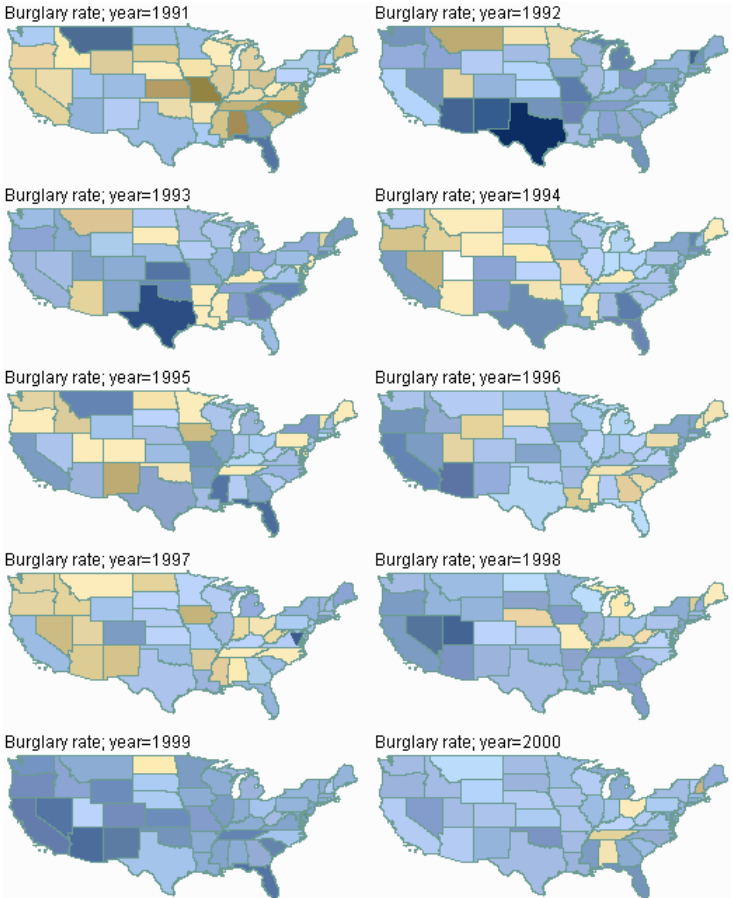 Burglary rate; year=1991
Burglary rate; year=1992
Burglary rate; year=1993
Burglary rate; year=1994
Burglary rate; year=1995
Burglary rate; year=1996
Burglary rate; year=1997
Burglary rate; year=1998
Burglary rate; year=1999
Burglary rate; year=2000